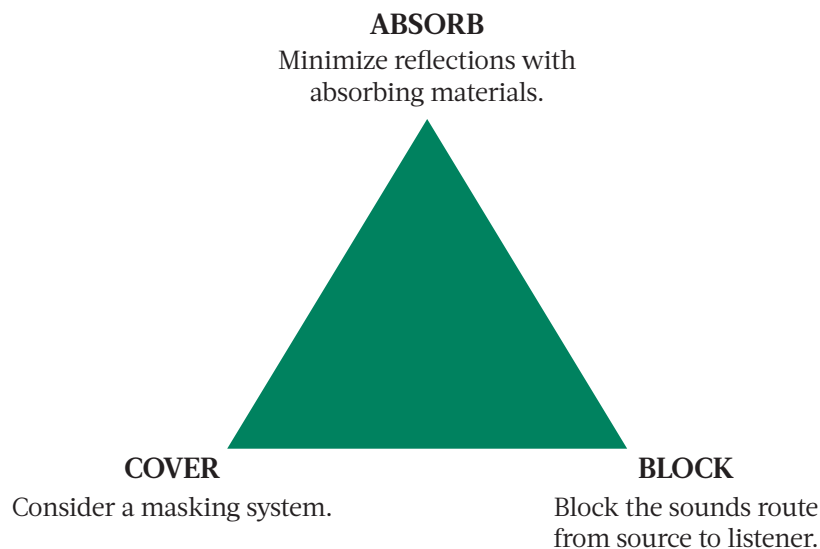 ABSORB
Minimize reflections with
absorbing materials.
COVER
Consider a masking system.
BLOCK
Block the sounds route
from source to listener.